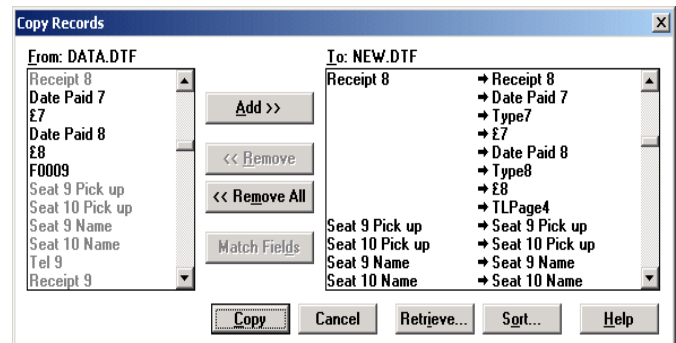 Copy Records
From: DATA.DTF
Receipt 8
Date Paid 7
£7
Date Paid 8
£8
F0009
Seat 9 Pick up
Seat 10 Pick up
Seat 9 Name
Seat 10 Name
Tel 9
Receipt 9
Add >>
<< Remove
<< Remove All
Match Fields
To: NEW.DTF
Receipt 8 ➔ Receipt 8
➔ Date Paid 7
➔ Type7
➔ £7
➔ Date Paid 8
➔ Type8
➔ £8
➔ TLPage4
Seat 9 Pick up ➔ Seat 9 Pick up
Seat 10 Pick up ➔ Seat 10 Pick up
Seat 9 Name ➔ Seat 9 Name
Seat 10 Name ➔ Seat 10 Name
Copy Cancel Retrieve... Sort... Help